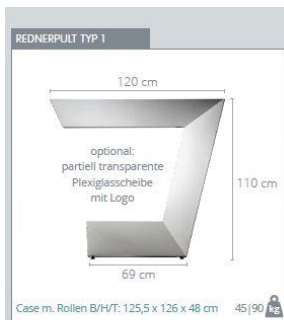 REDNERPULT TYP 1
120 cm
optional:
partiell transparente
Plexiglasscheibe
mit Logo
110 cm
69 cm
Case m. Rollen B/H/T: 125,5 x 126 x 48 cm 45|90 kg